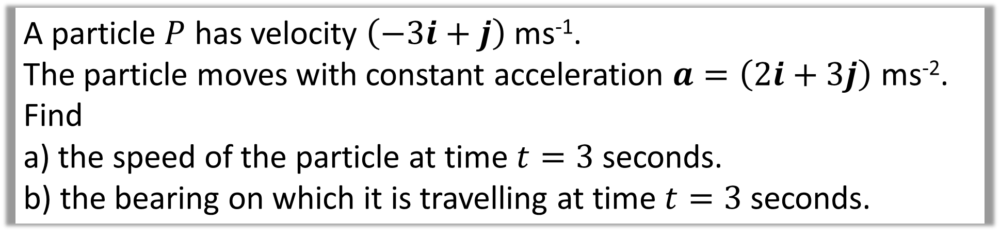 A particle 𝑃 has velocity (−3𝒊 + 𝒋) ms⁻¹.
The particle moves with constant acceleration 𝒂 = (2𝒊 + 3𝒋) ms⁻².
Find
a) the speed of the particle at time 𝑡 = 3 seconds.
b) the bearing on which it is travelling at time 𝑡 = 3 seconds.